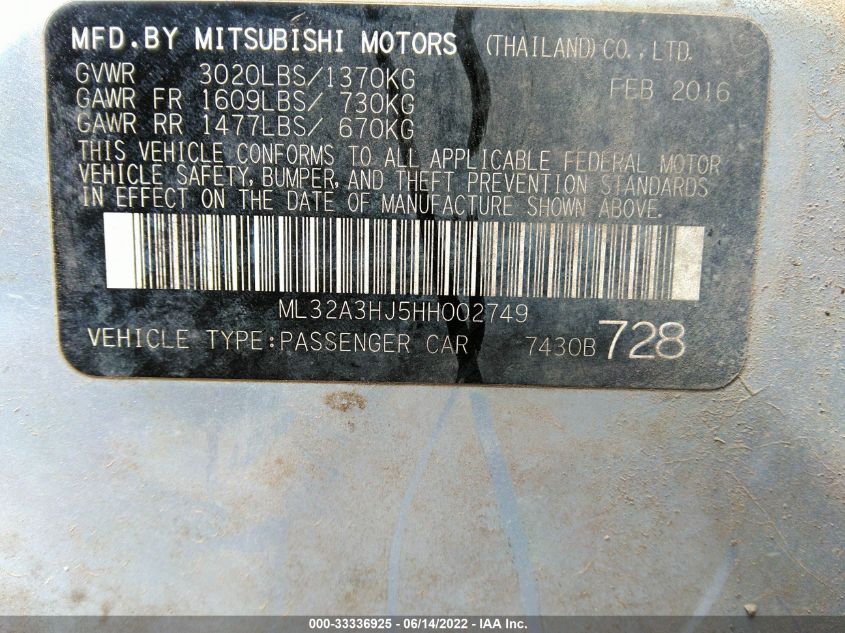 MFD.BY MITSUBISHI MOTORS (THAILAND) CO.,LTD.
GVWR 3020LBS/1370KG FEB 2016
GAWR FR 1609LBS/ 730KG
GAWR RR 1477LBS/ 670KG
THIS VEHICLE CONFORMS TO ALL APPLICABLE FEDERAL MOTOR
VEHICLE SAFETY, BUMPER, AND THEFT PREVENTION STANDARDS
IN EFFECT ON THE DATE OF MANUFACTURE SHOWN ABOVE.
ML32A3HJ5HH002749
VEHICLE TYPE:PASSENGER CAR 7430B 728
000-33336925 - 06/14/2022 - IAA Inc.